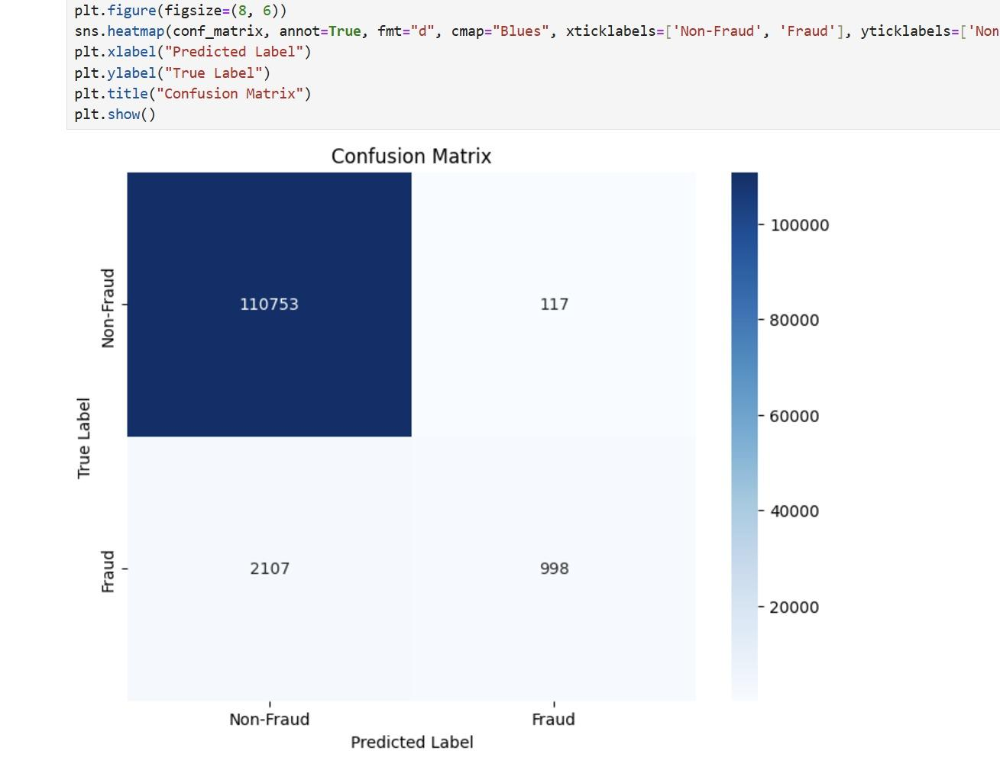 plt.figure(figsize=(8, 6))
sns.heatmap(conf_matrix, annot=True, fmt="d", cmap="Blues", xticklabels=['Non-Fraud', 'Fraud'], yticklabels=['Non
plt.xlabel("Predicted Label")
plt.ylabel("True Label")
plt.title("Confusion Matrix")
plt.show()
Confusion Matrix
Non-Fraud
110753
117
Fraud
2107
998
True Label
Non-Fraud
Fraud
Predicted Label
100000
80000
60000
40000
20000